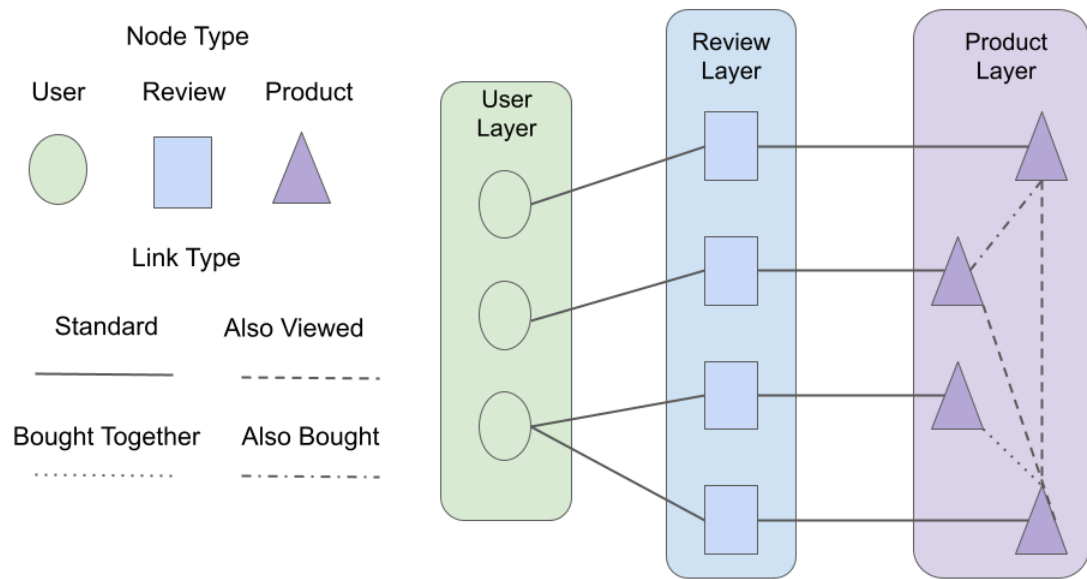 Node Type
User Review Product
Link Type
Standard Also Viewed
Bought Together Also Bought
User
Layer
Review
Layer
Product
Layer